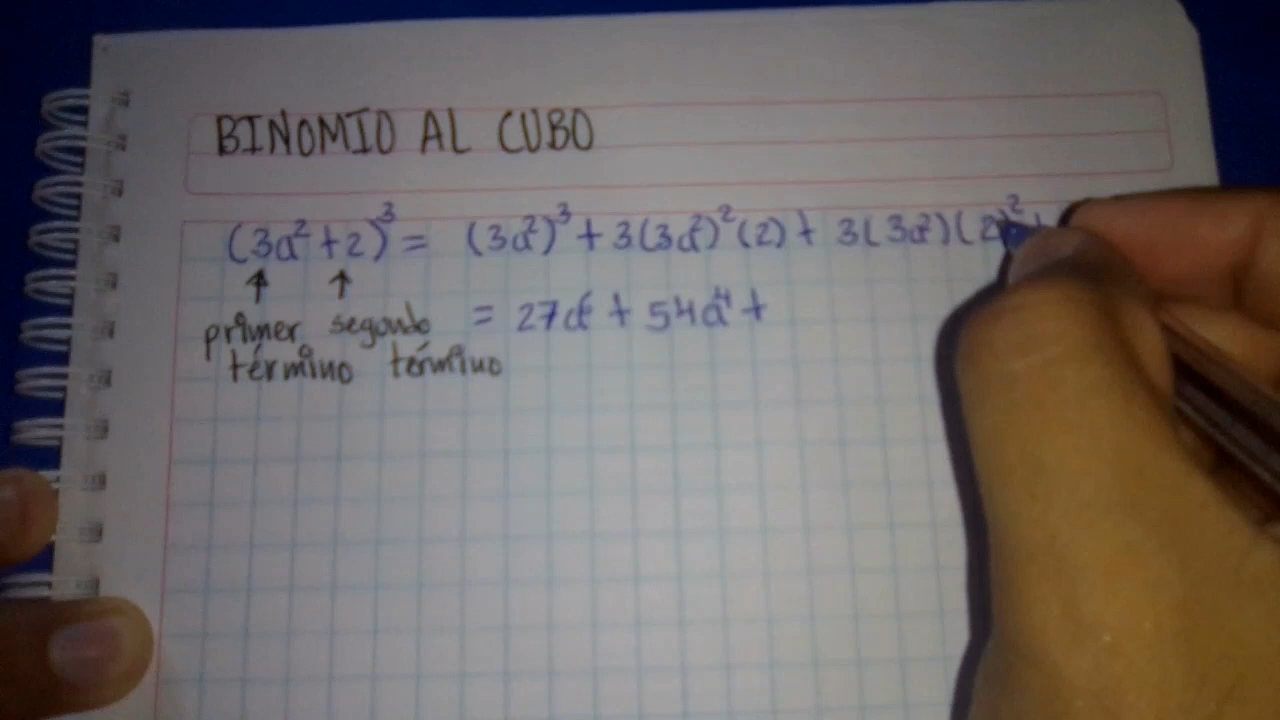 BINOMIO AL CUBO
(3a²+2)³ = (3a²)³ + 3(3a²)²(2) + 3(3a²)(2)² +
= 27a⁶ + 54a⁴ +
↑ ↑
primer segundo
término término